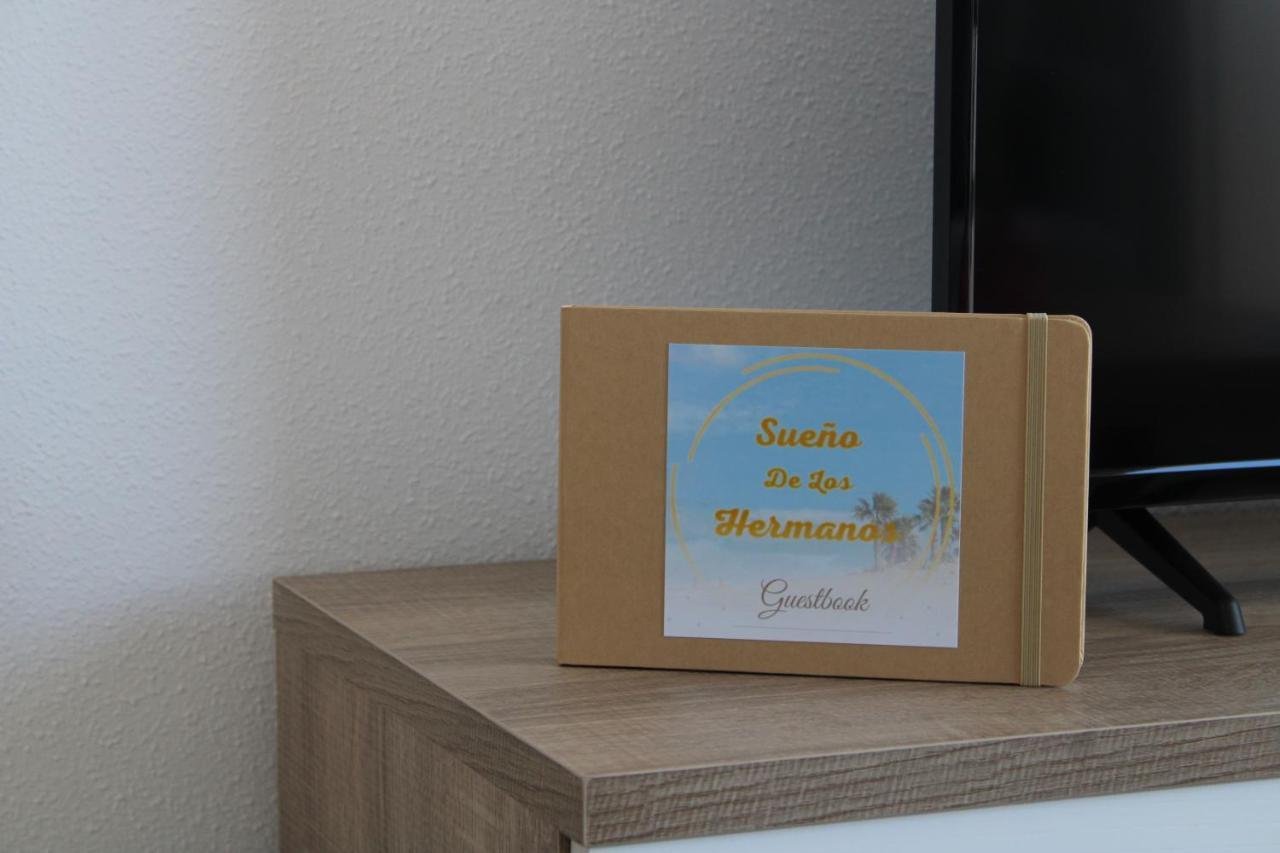 Sueño
De Los
Hermanos
Guestbook